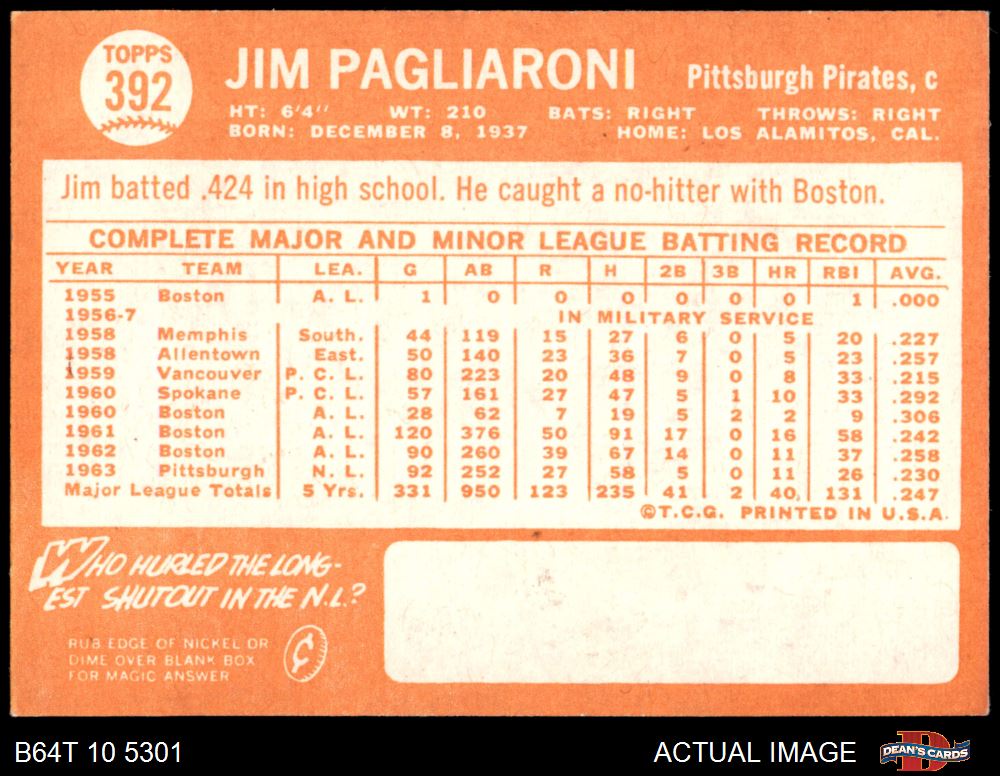 TOPPS
392
JIM PAGLIARONI
Pittsburgh Pirates, c
HT: 6'4" WT: 210 BATS: RIGHT THROWS: RIGHT
BORN: DECEMBER 8, 1937 HOME: LOS ALAMITOS, CAL.
Jim batted .424 in high school. He caught a no-hitter with Boston.
COMPLETE MAJOR AND MINOR LEAGUE BATTING RECORD
YEAR TEAM LEA. G AB R H 2B 3B HR RBI AVG.
1955 Boston A. L. 1 0 0 0 0 0 0 1 .000
1956-7 IN MILITARY SERVICE
1958 Memphis South. 44 119 15 27 6 0 5 20 .227
1958 Allentown East. 50 140 23 36 7 0 5 23 .257
1959 Vancouver P. C. L. 80 223 20 48 9 0 8 33 .215
1960 Spokane P. C. L. 57 161 27 47 5 1 10 33 .292
1960 Boston A. L. 28 62 7 19 5 2 2 9 .306
1961 Boston A. L. 120 376 50 91 17 0 16 58 .242
1962 Boston A. L. 90 260 39 67 14 0 11 37 .258
1963 Pittsburgh N. L. 92 252 27 58 5 0 11 26 .230
Major League Totals 5 Yrs. 331 950 123 235 41 2 40 131 .247
©T.C.G. PRINTED IN U.S.A.
WHO HURLED THE LONG-
EST SHUTOUT IN THE N.L.?
RUB EDGE OF NICKEL OR
DIME OVER BLANK BOX
FOR MAGIC ANSWER
¢
B64T 10 5301
ACTUAL IMAGE
D
DEAN'S CARDS